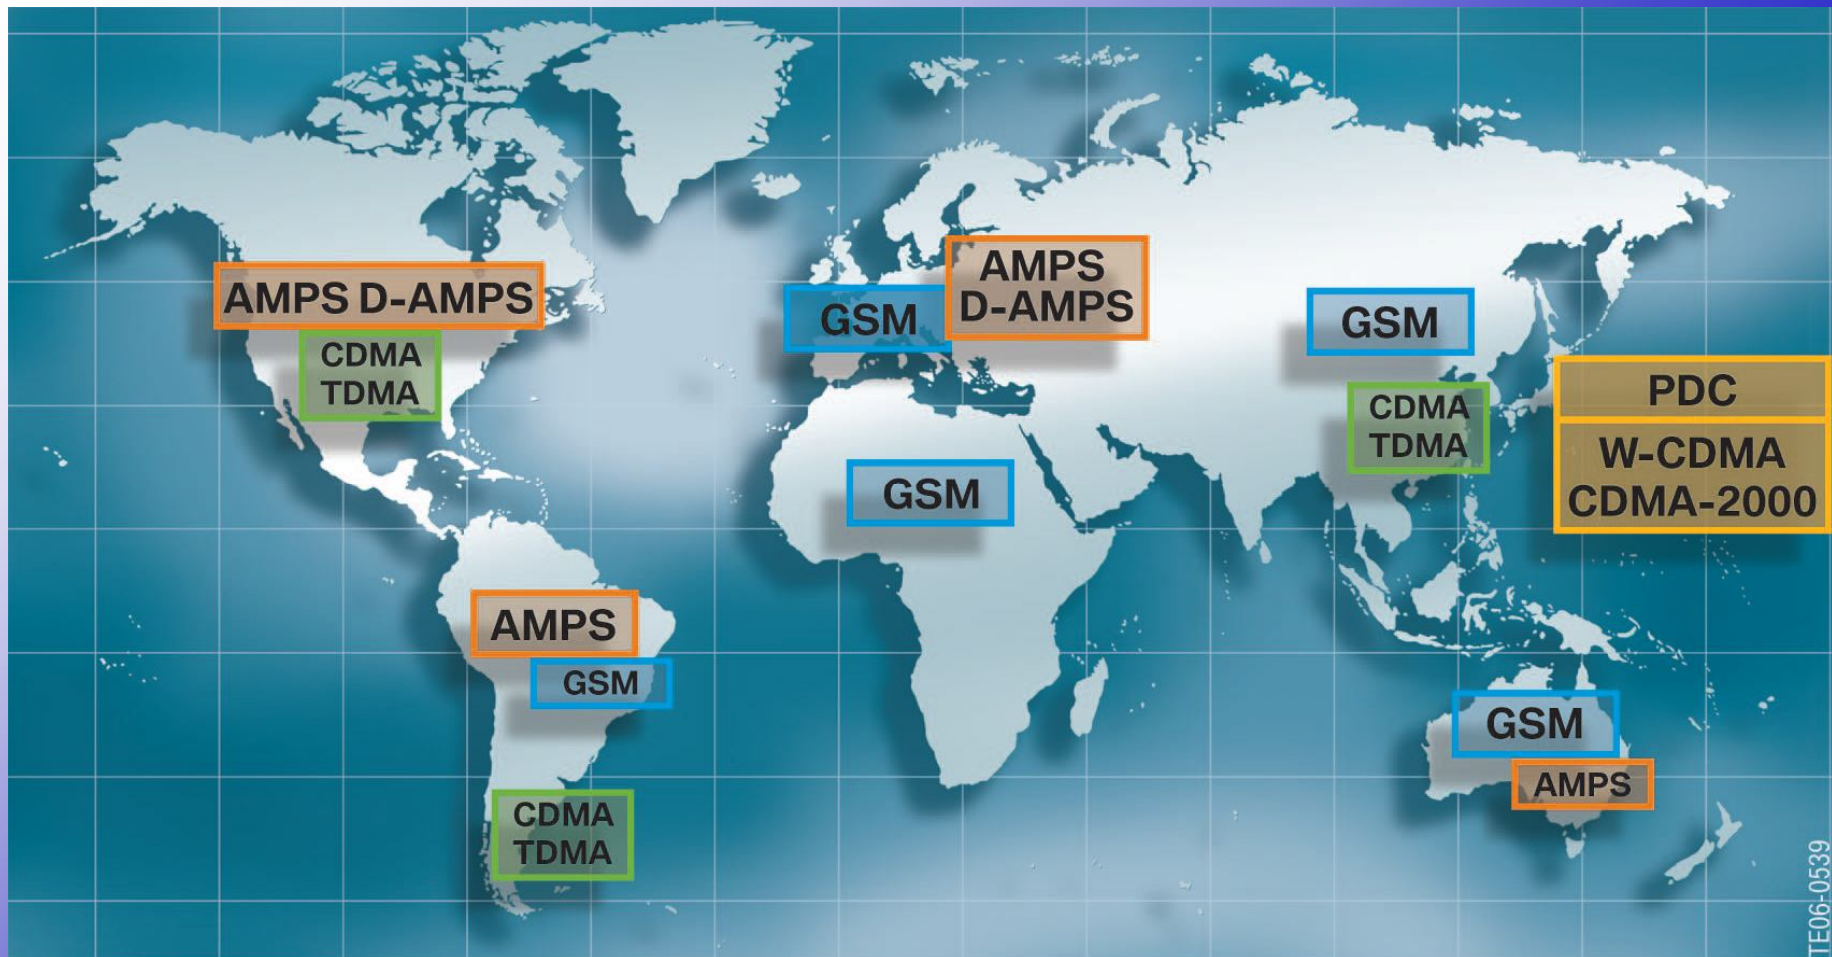 AMPS D-AMPS
CDMA
TDMA
AMPS
GSM
CDMA
TDMA
GSM
AMPS
D-AMPS
GSM
GSM
CDMA
TDMA
PDC
W-CDMA
CDMA-2000
GSM
AMPS
TE06-0539